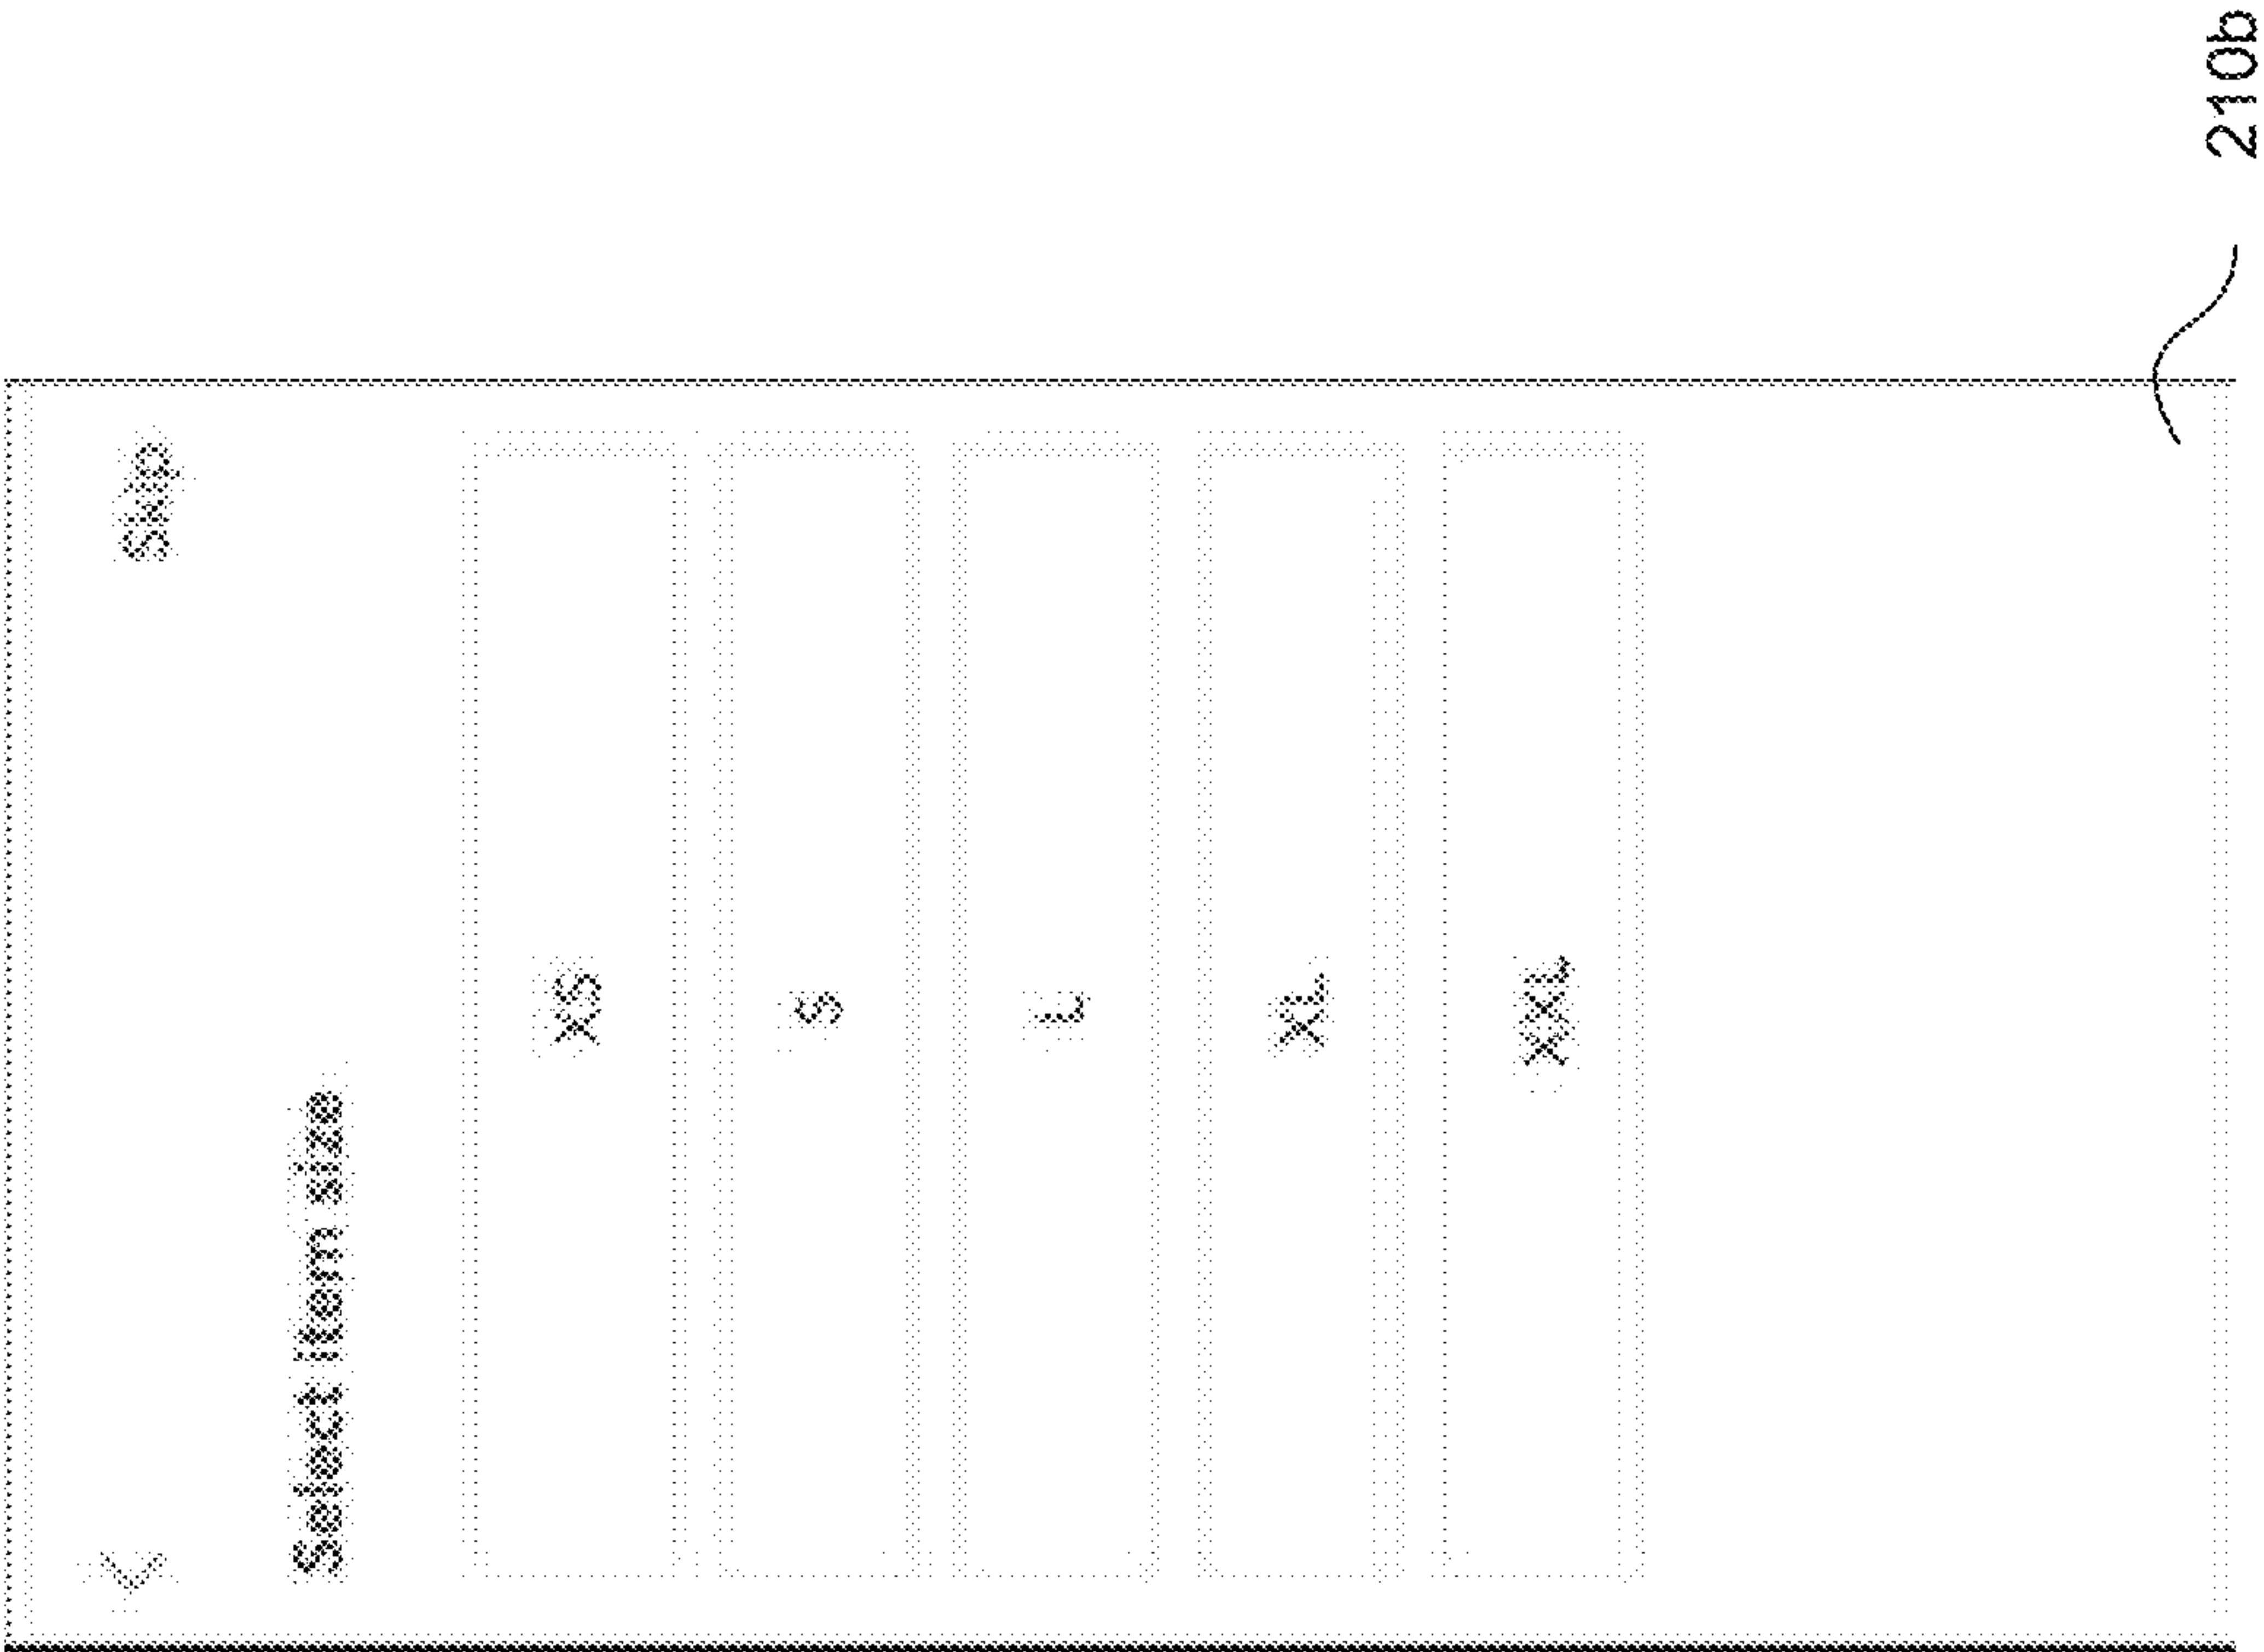 Skip
Select Item size
XS
S
L
XL
XXL
210b